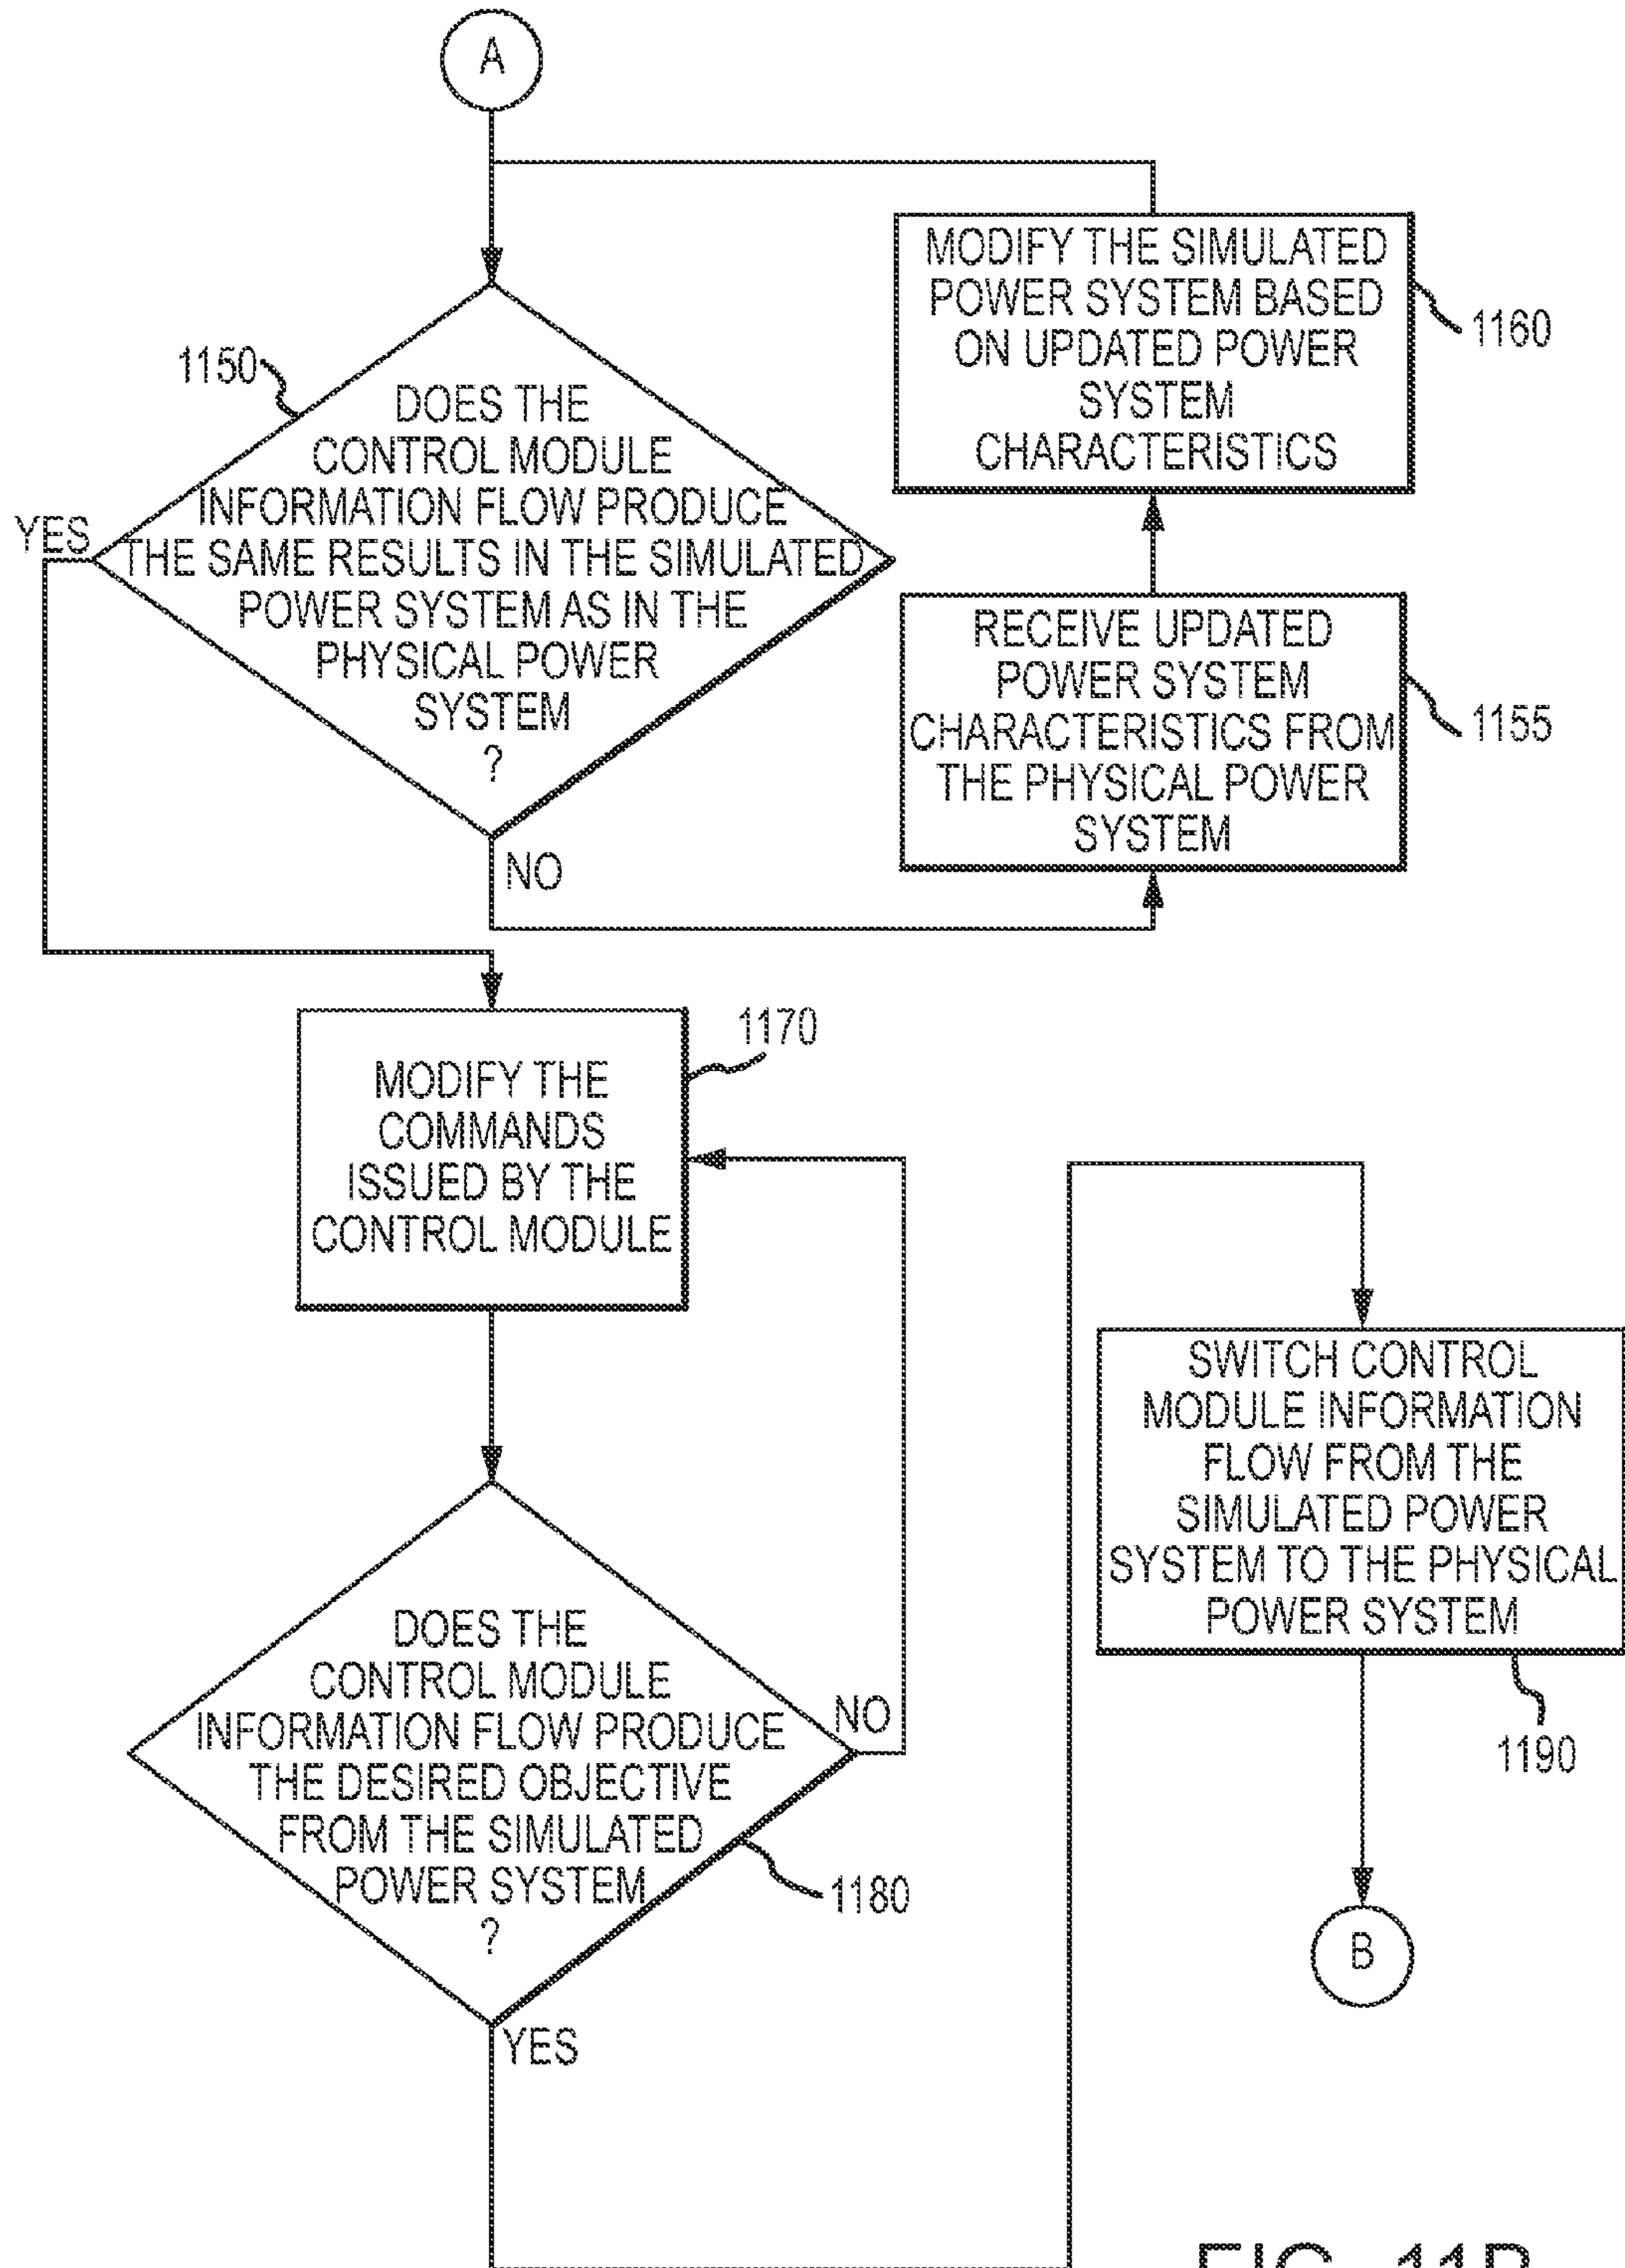 A
MODIFY THE SIMULATED
POWER SYSTEM BASED
ON UPDATED POWER
SYSTEM
CHARACTERISTICS
1160
1150
DOES THE
CONTROL MODULE
INFORMATION FLOW PRODUCE
THE SAME RESULTS IN THE SIMULATED
POWER SYSTEM AS IN THE
PHYSICAL POWER
SYSTEM
?
YES
NO
RECEIVE UPDATED
POWER SYSTEM
CHARACTERISTICS FROM
THE PHYSICAL POWER
SYSTEM
1155
MODIFY THE
COMMANDS
ISSUED BY THE
CONTROL MODULE
1170
DOES THE
CONTROL MODULE
INFORMATION FLOW PRODUCE
THE DESIRED OBJECTIVE
FROM THE SIMULATED
POWER SYSTEM
?
NO
1180
YES
SWITCH CONTROL
MODULE INFORMATION
FLOW FROM THE
SIMULATED POWER
SYSTEM TO THE PHYSICAL
POWER SYSTEM
1190
B
FIG. 11B